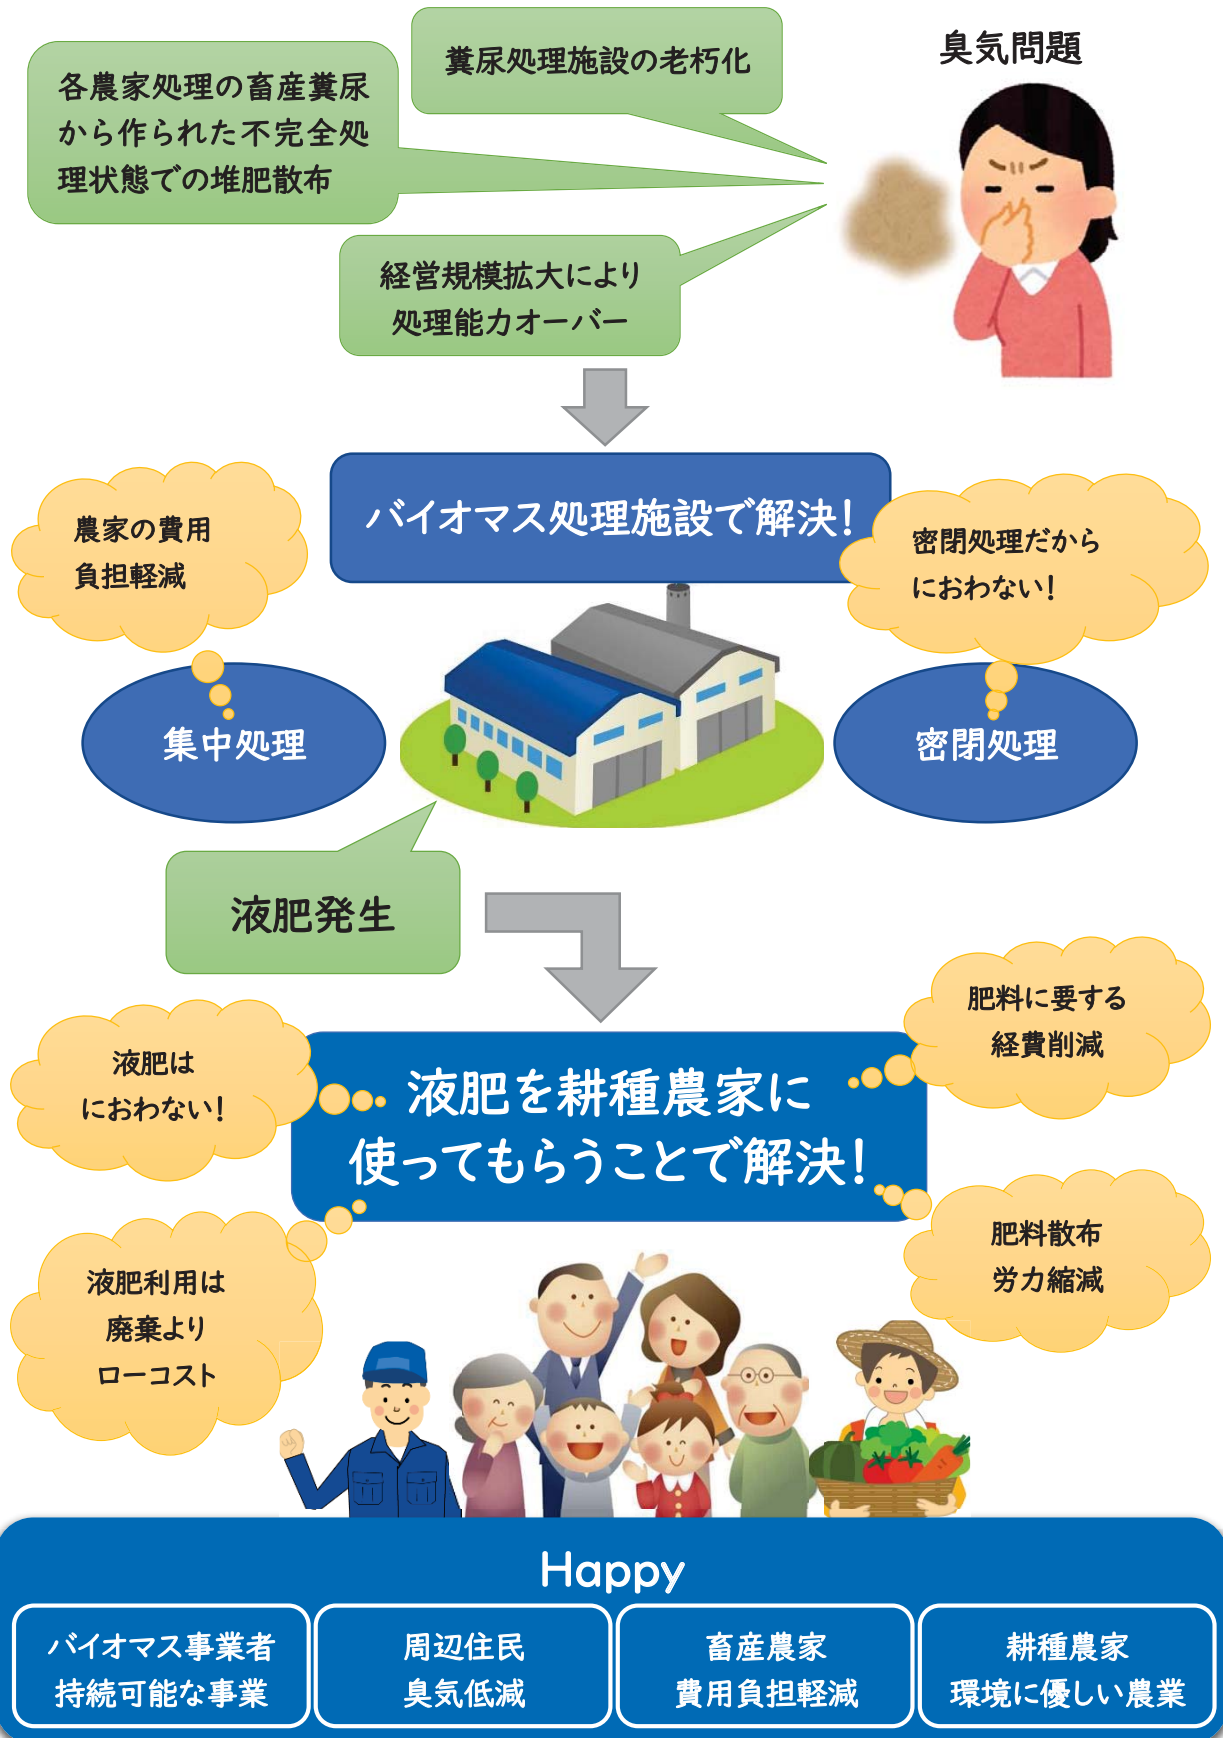 糞尿処理施設の老朽化
臭気問題
各農家処理の畜産糞尿
から作られた不完全処
理状態での堆肥散布
経営規模拡大により
処理能力オーバー
バイオマス処理施設で解決!
農家の費用
負担軽減
密閉処理だから
におわない!
集中処理
密閉処理
液肥発生
肥料に要する
経費削減
液肥は
におわない!
液肥を耕種農家に
使ってもらうことで解決!
肥料散布
労力縮減
液肥利用は
廃棄より
ローコスト
Happy
バイオマス事業者
持続可能な事業
周辺住民
臭気低減
畜産農家
費用負担軽減
耕種農家
環境に優しい農業